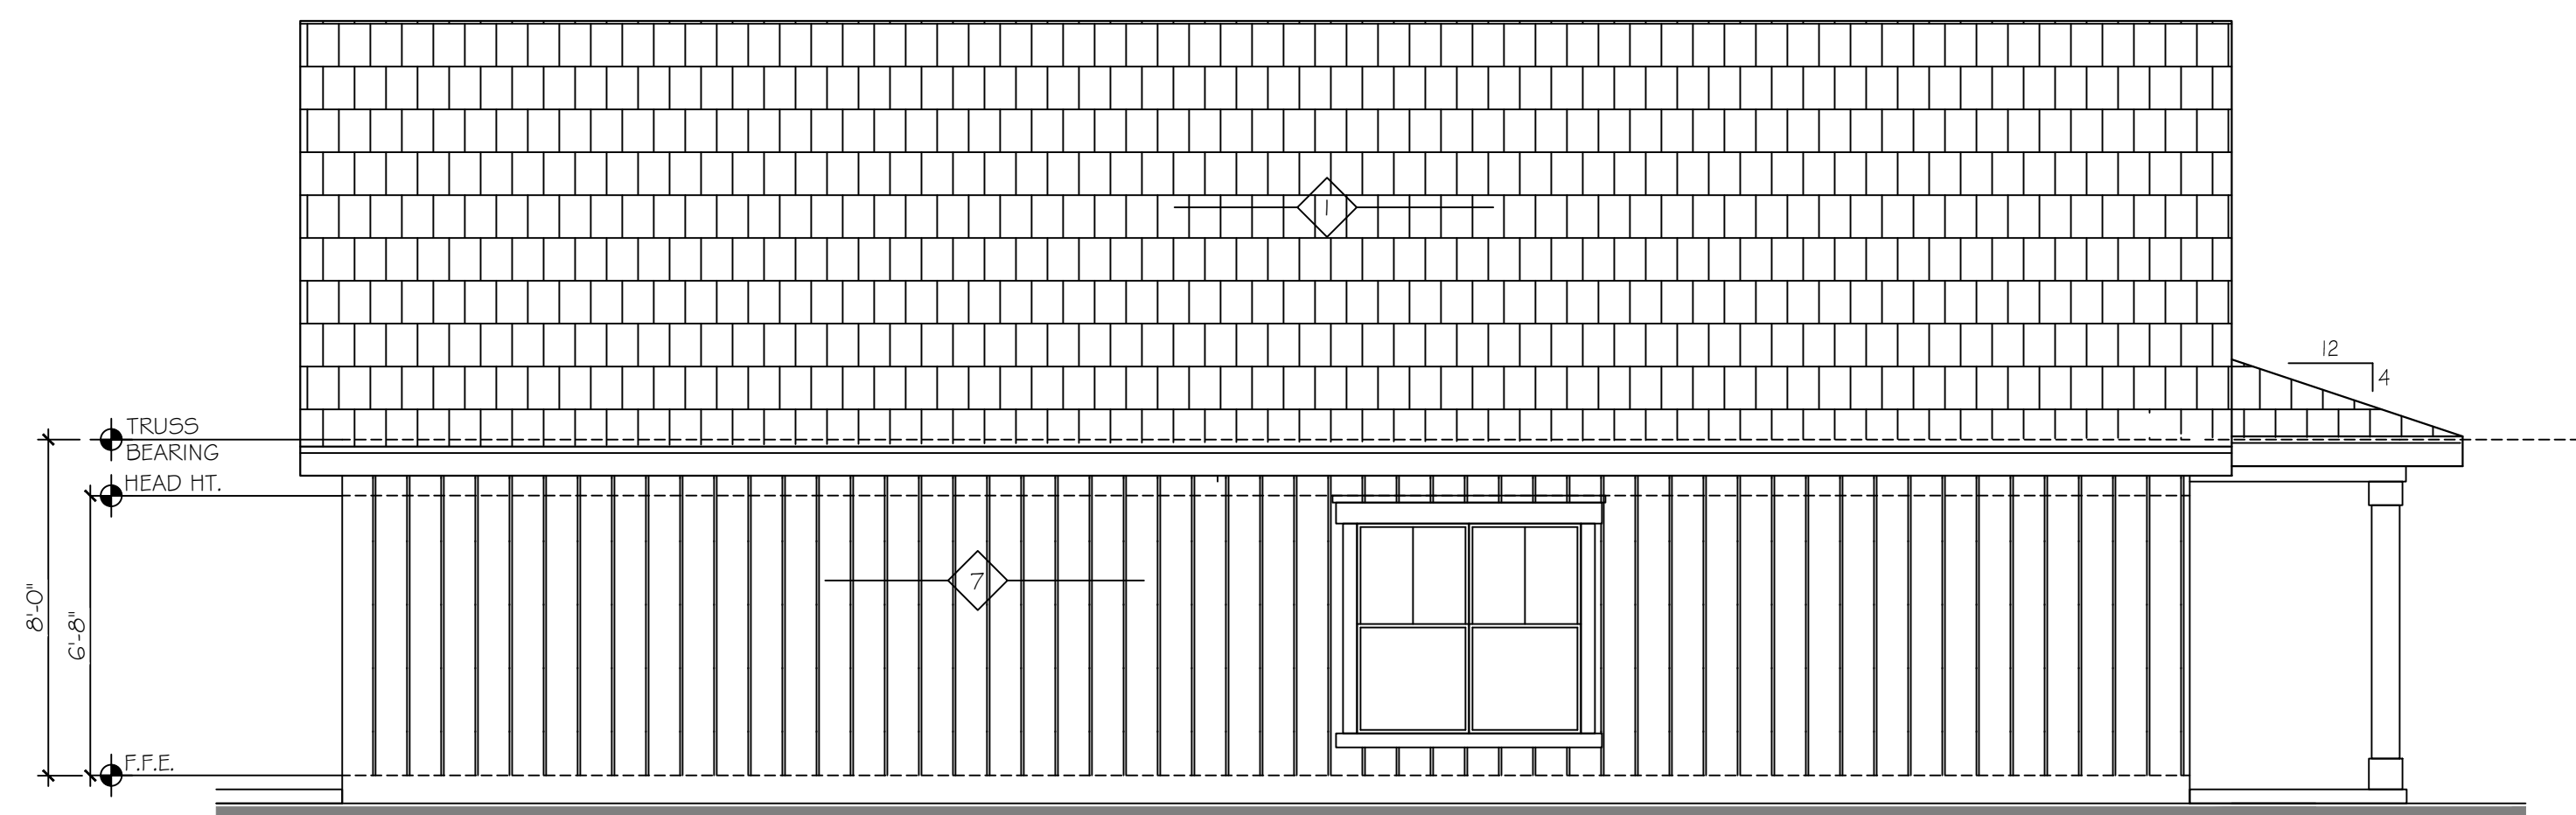 1
12
4
TRUSS
BEARING
HEAD HT.
7
8'-0"
6'-8"
F.F.E.